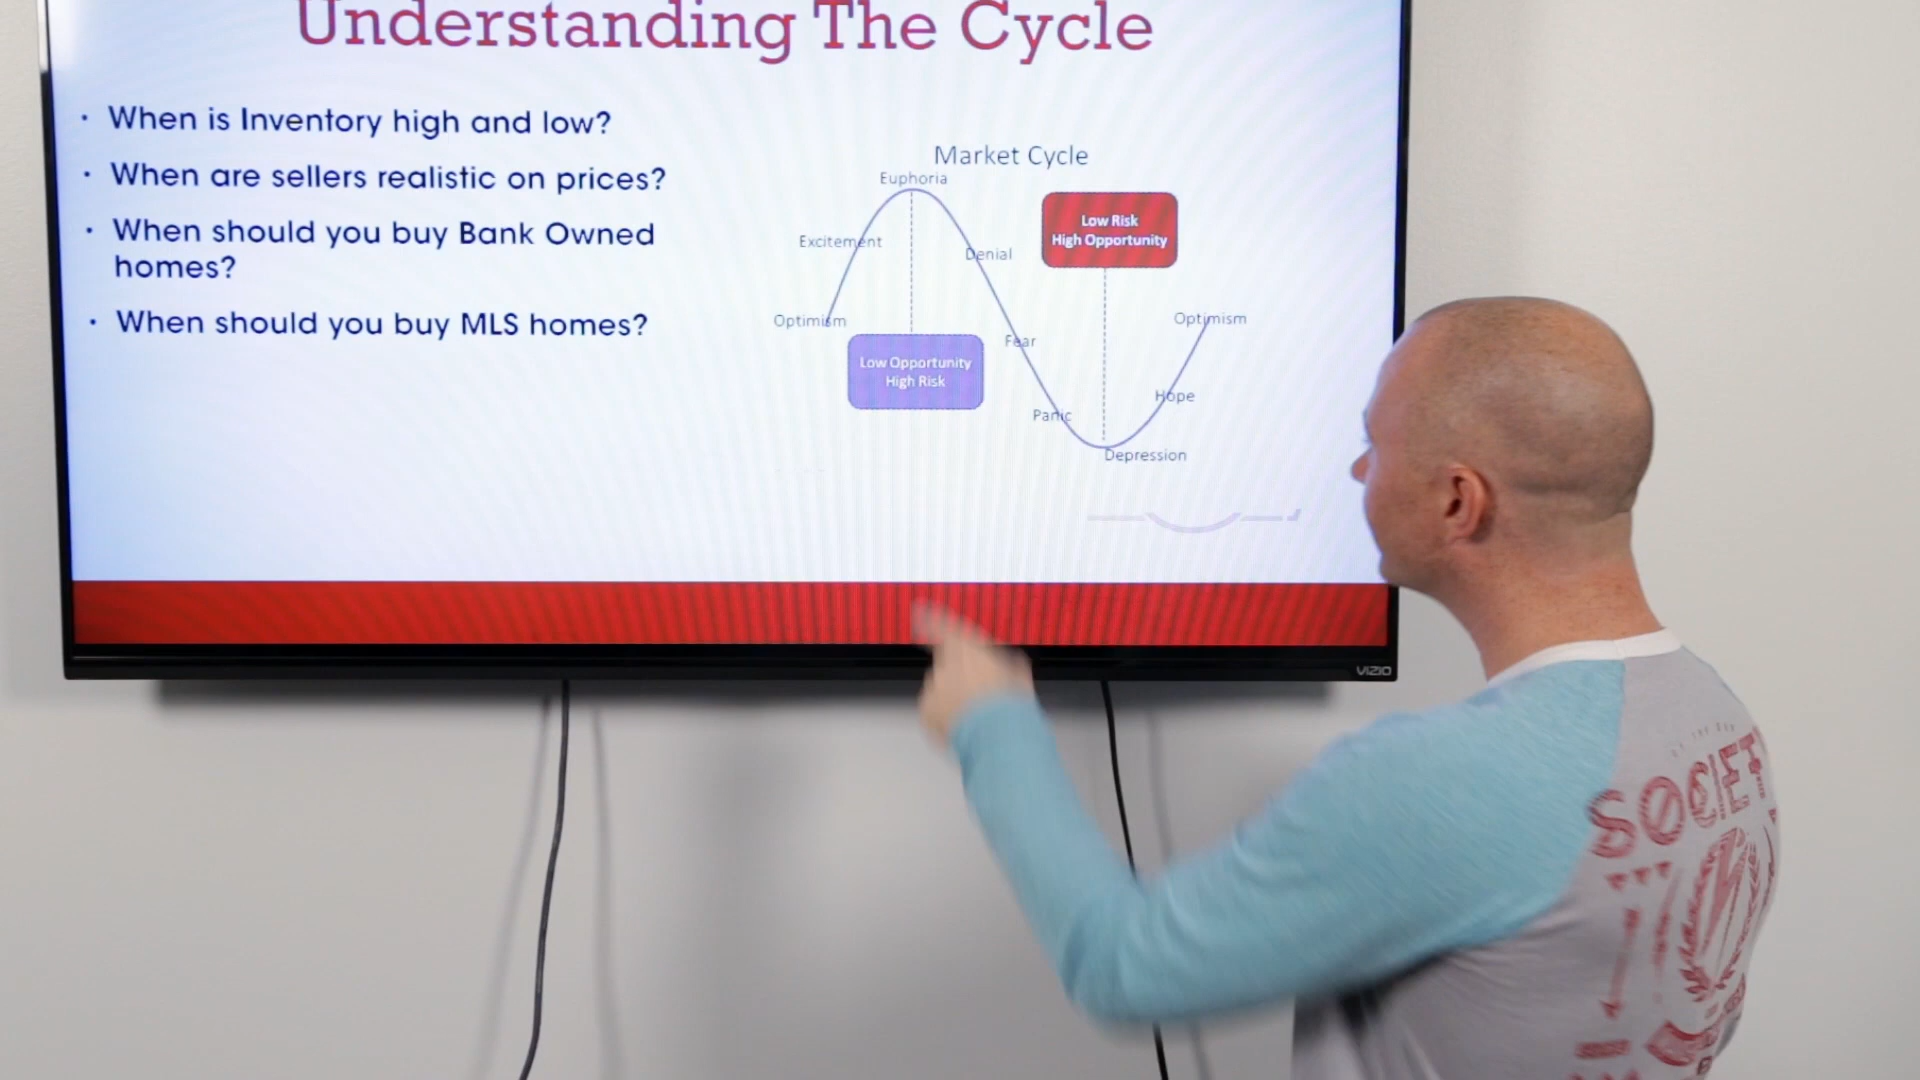 Understanding The Cycle
· When is Inventory high and low?
· When are sellers realistic on prices?
· When should you buy Bank Owned
homes?
· When should you buy MLS homes?
Market Cycle
Euphoria
Low Risk
High Opportunity
Excitement
Denial
Optimism
Optimism
Fear
Low Opportunity
High Risk
Hope
Panic
Depression
VIZIO
SOCIET